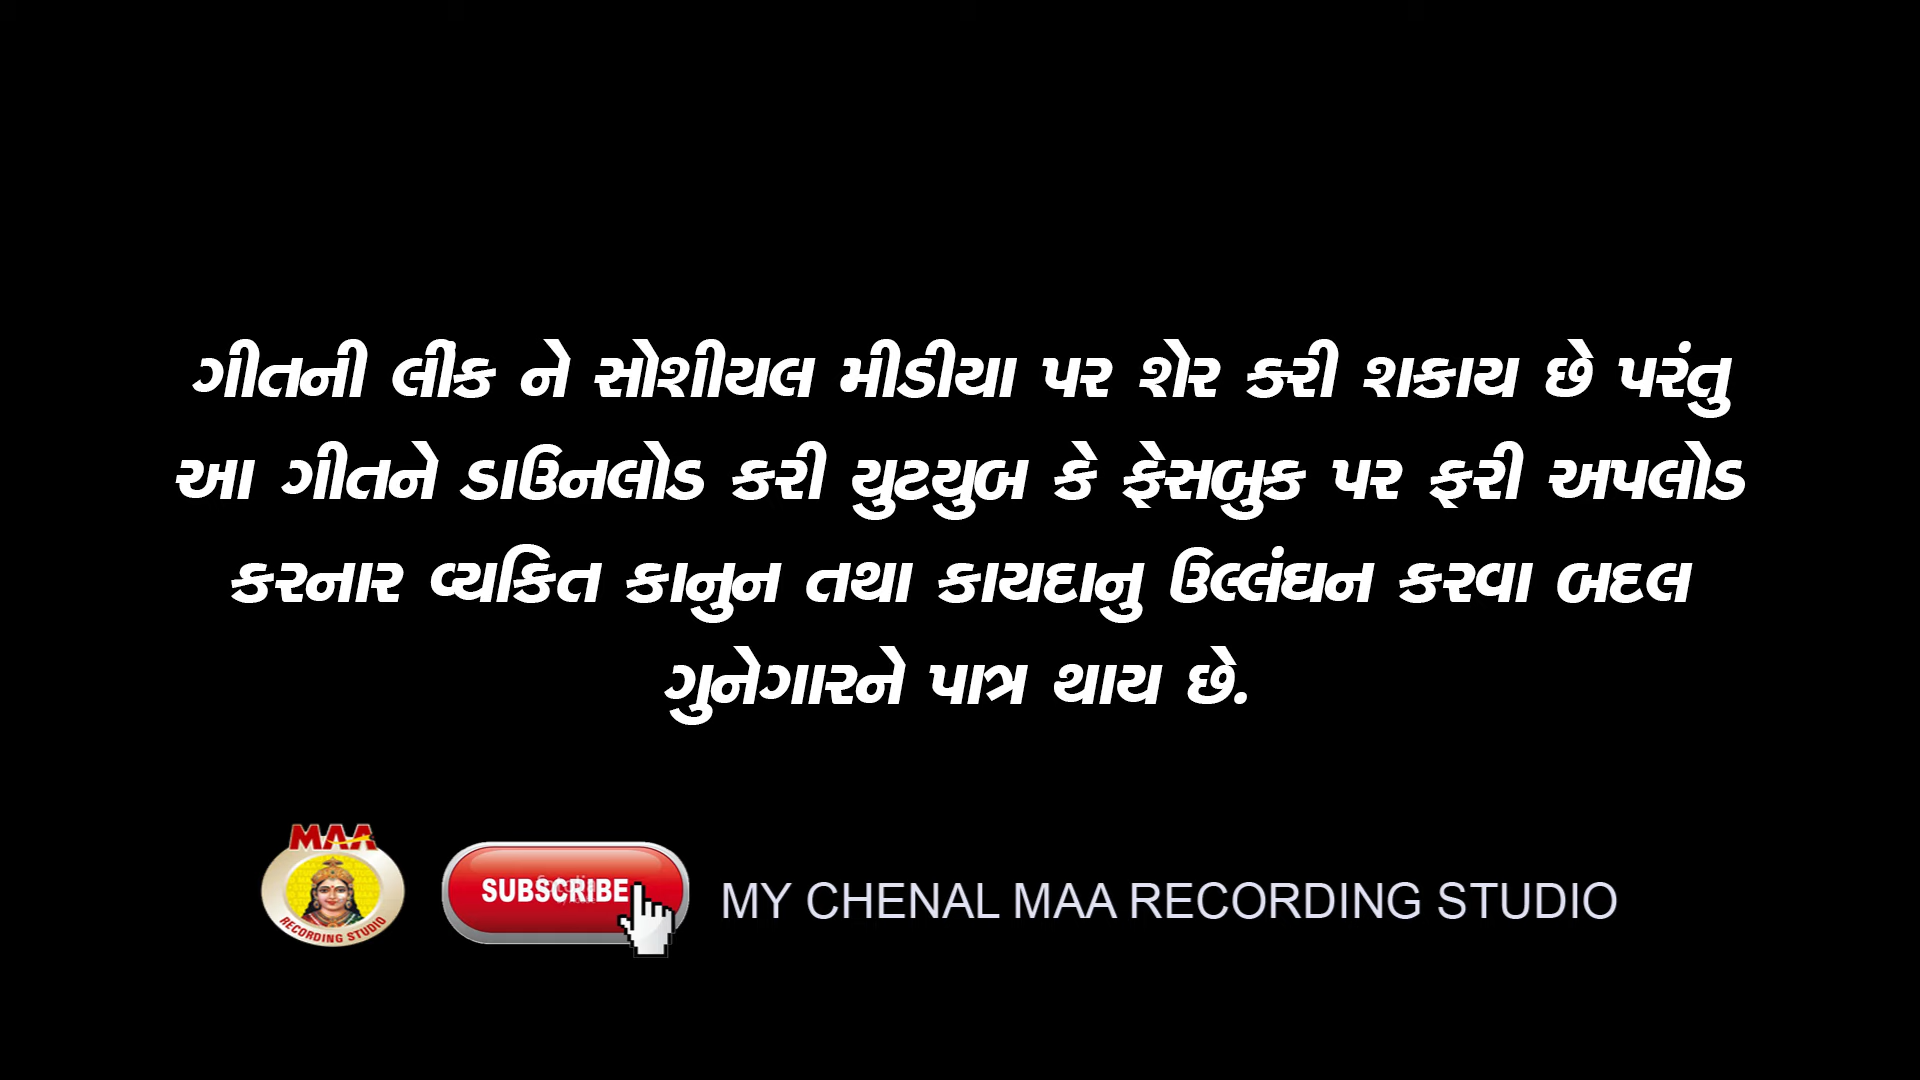 ગીતની લીંક ને સોશીયલ મીડીયા પર શેર કરી શકાય છે પરંતુ
આ ગીતને ડાઉનલોડ કરી યુટયુબ કે ફેસબુક પર ફરી અપલોડ
કરનાર વ્યકિત કાનુન તથા કાયદાનુ ઉલ્લંઘન કરવા બદલ
ગુનેગારને પાત્ર થાય છે.
MAA
RECORDING STUDIO
SUBSCRIBE
MY CHENAL MAA RECORDING STUDIO